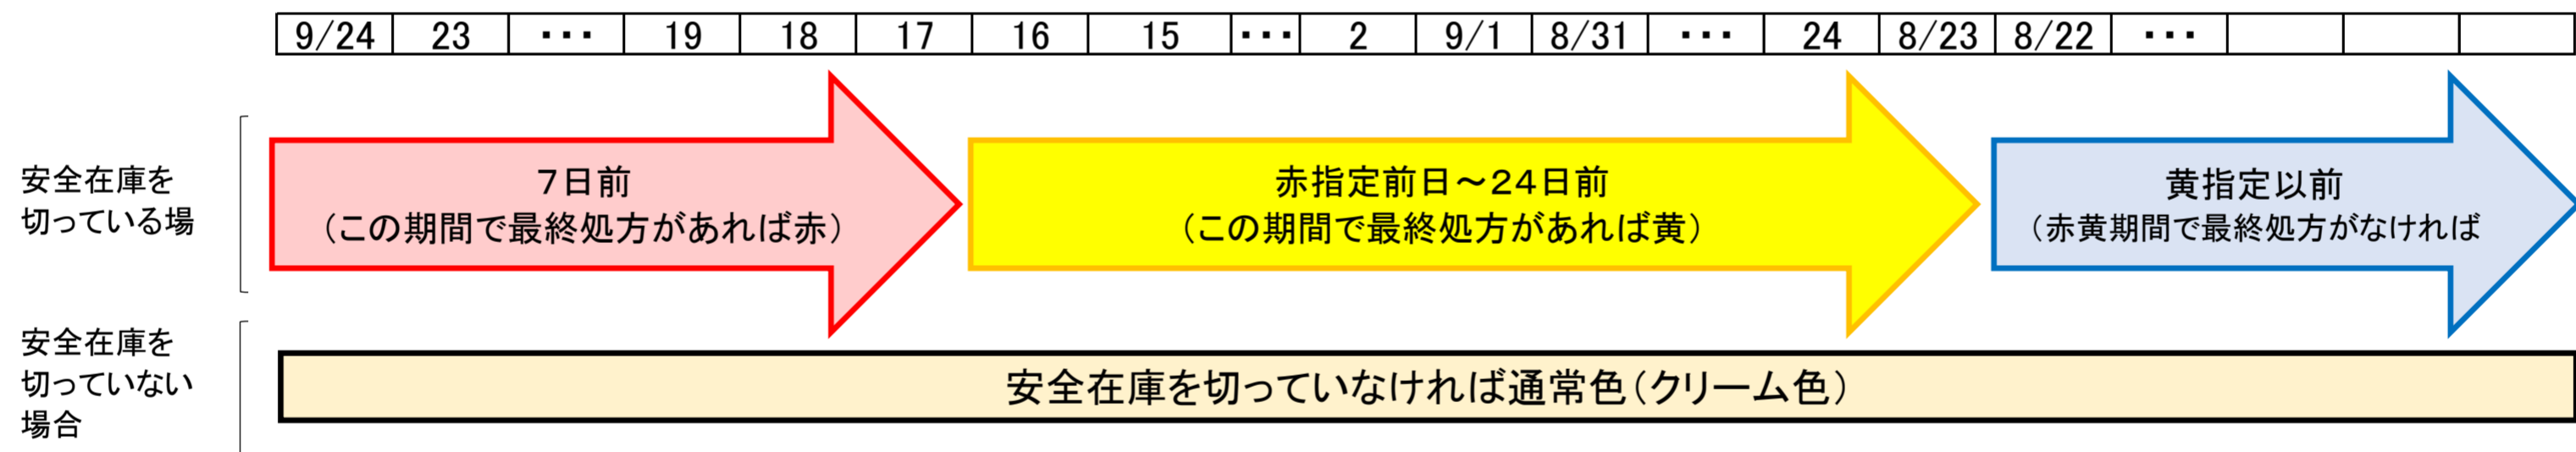 9/24 23 ・・・ 19 18 17 16 15 ・・・ 2 9/1 8/31 ・・・ 24 8/23 8/22 ・・・
安全在庫を
切っている場
7日前
（この期間で最終処方があれば赤）
赤指定前日～24日前
（この期間で最終処方があれば黄）
黄指定以前
（赤黄期間で最終処方がなければ
安全在庫を
切っていない
場合
安全在庫を切っていなければ通常色（クリーム色）